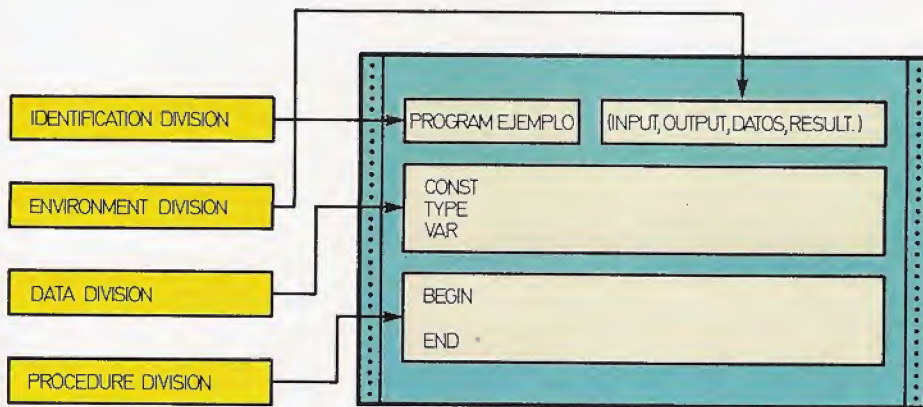 IDENTIFICATION DIVISION
ENVIRONMENT DIVISION
DATA DIVISION
PROCEDURE DIVISION
PROGRAM EJEMPLO
(INPUT, OUTPUT, DATOS, RESULT.)
CONST
TYPE
VAR
BEGIN
END